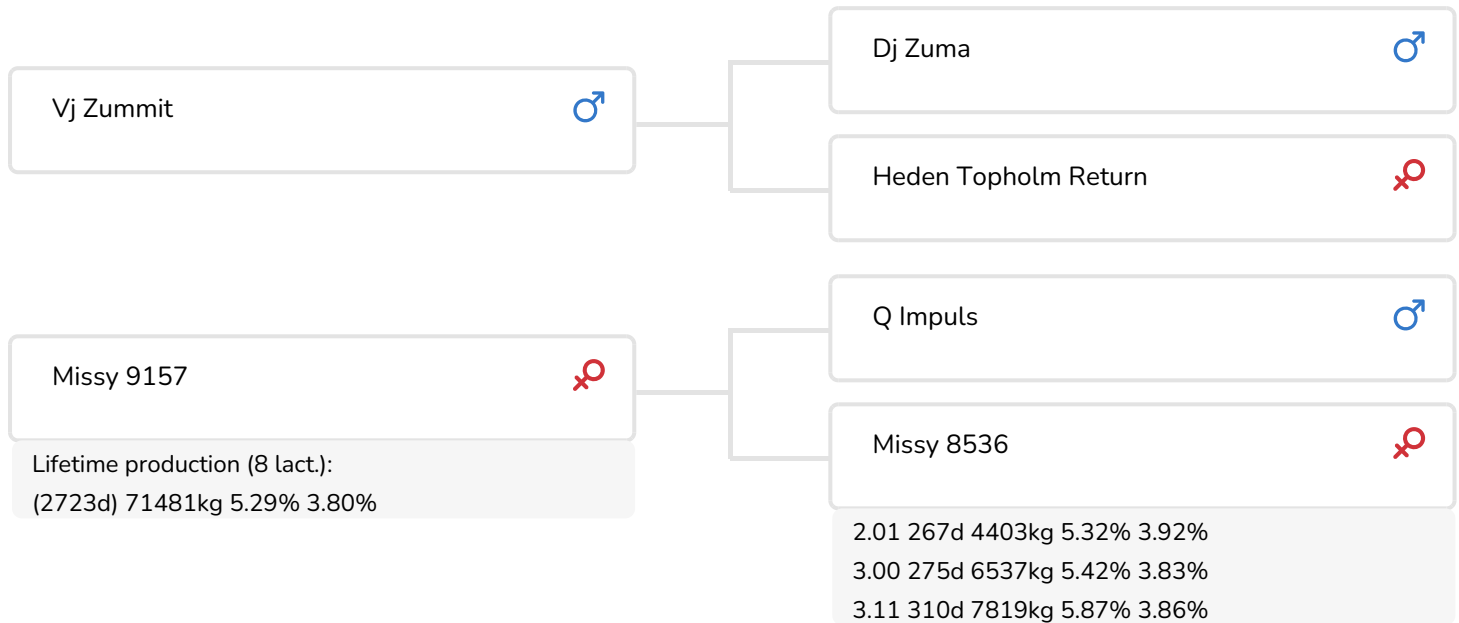 Dj Zuma
Vj Zummit
Heden Topholm Return
Q Impuls
Missy 9157
Missy 8536
Lifetime production (8 lact.):
(2723d) 71481kg 5.29% 3.80%
2.01 267d 4403kg 5.32% 3.92%
3.00 275d 6537kg 5.42% 3.83%
3.11 310d 7819kg 5.87% 3.86%